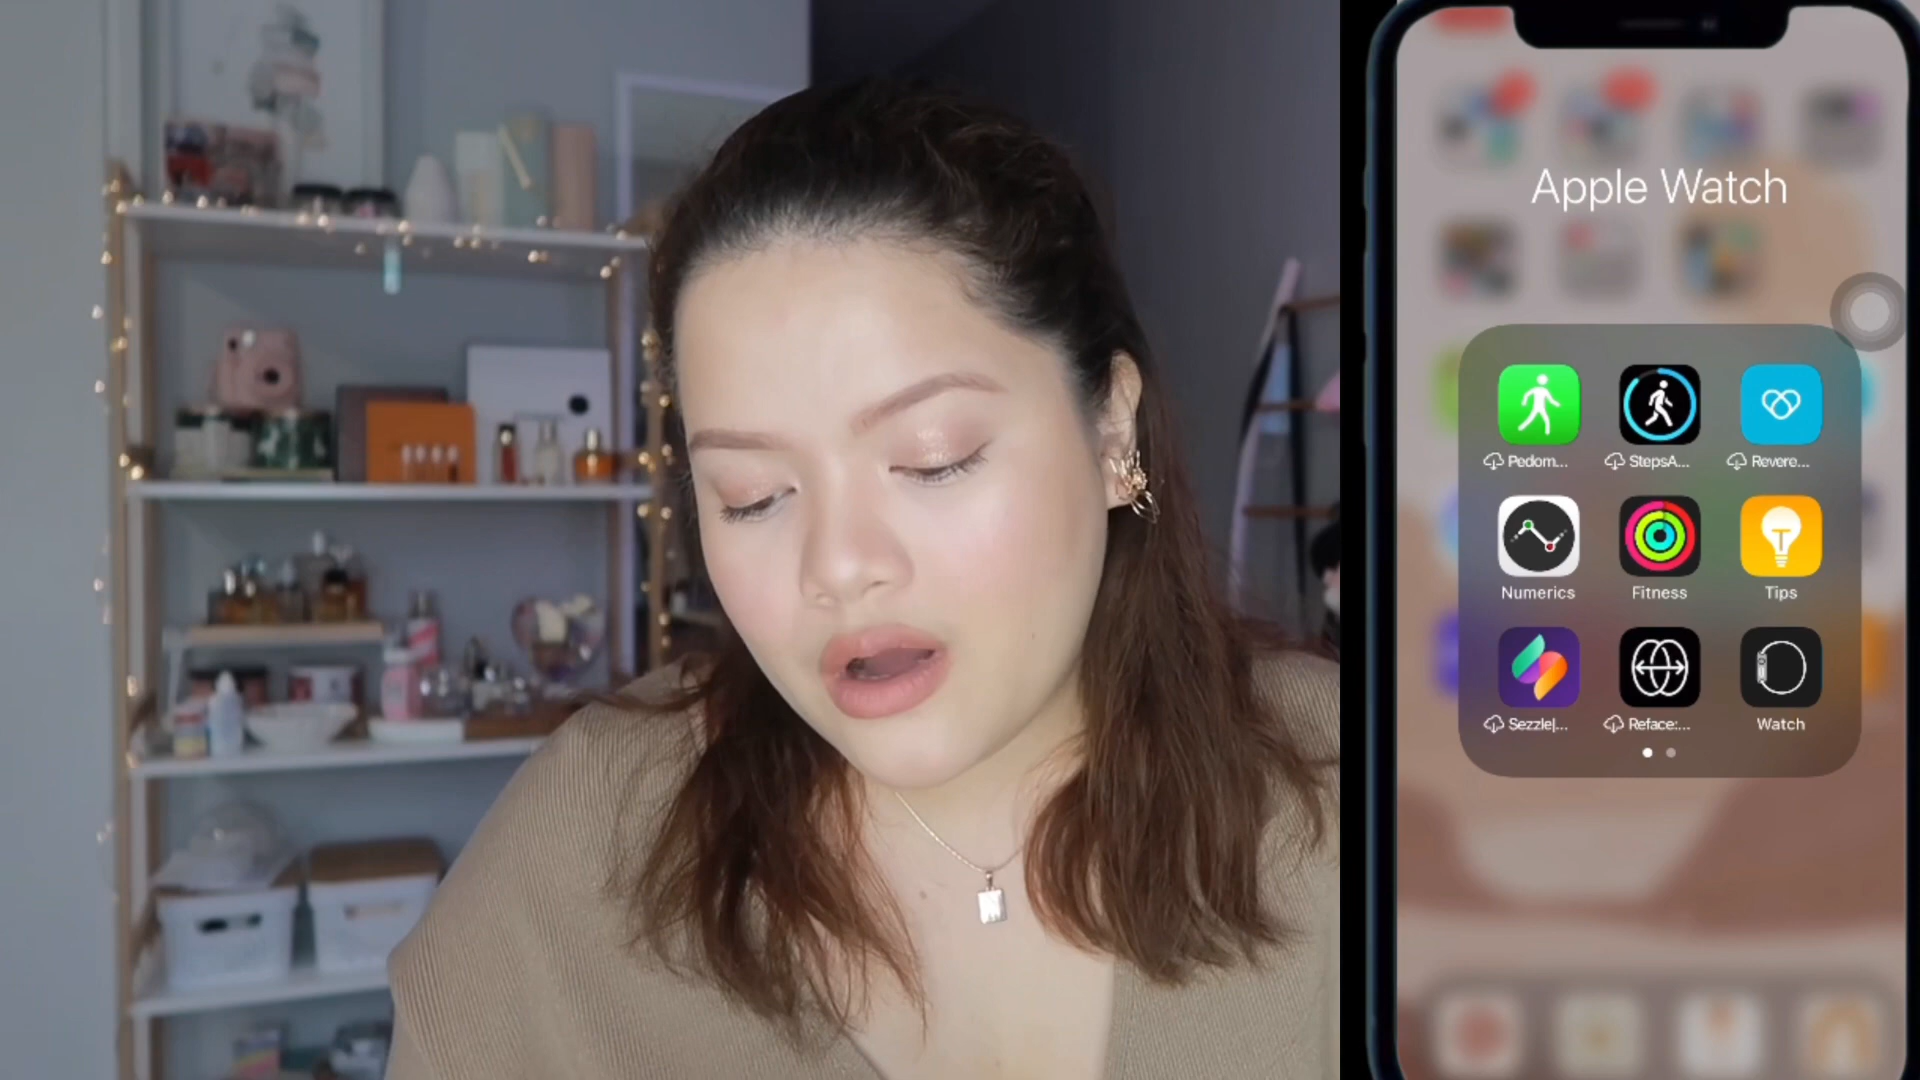 Apple Watch
Pedom... StepsA... Revere...
Numerics Fitness Tips
Sezzle|... Reface:... Watch